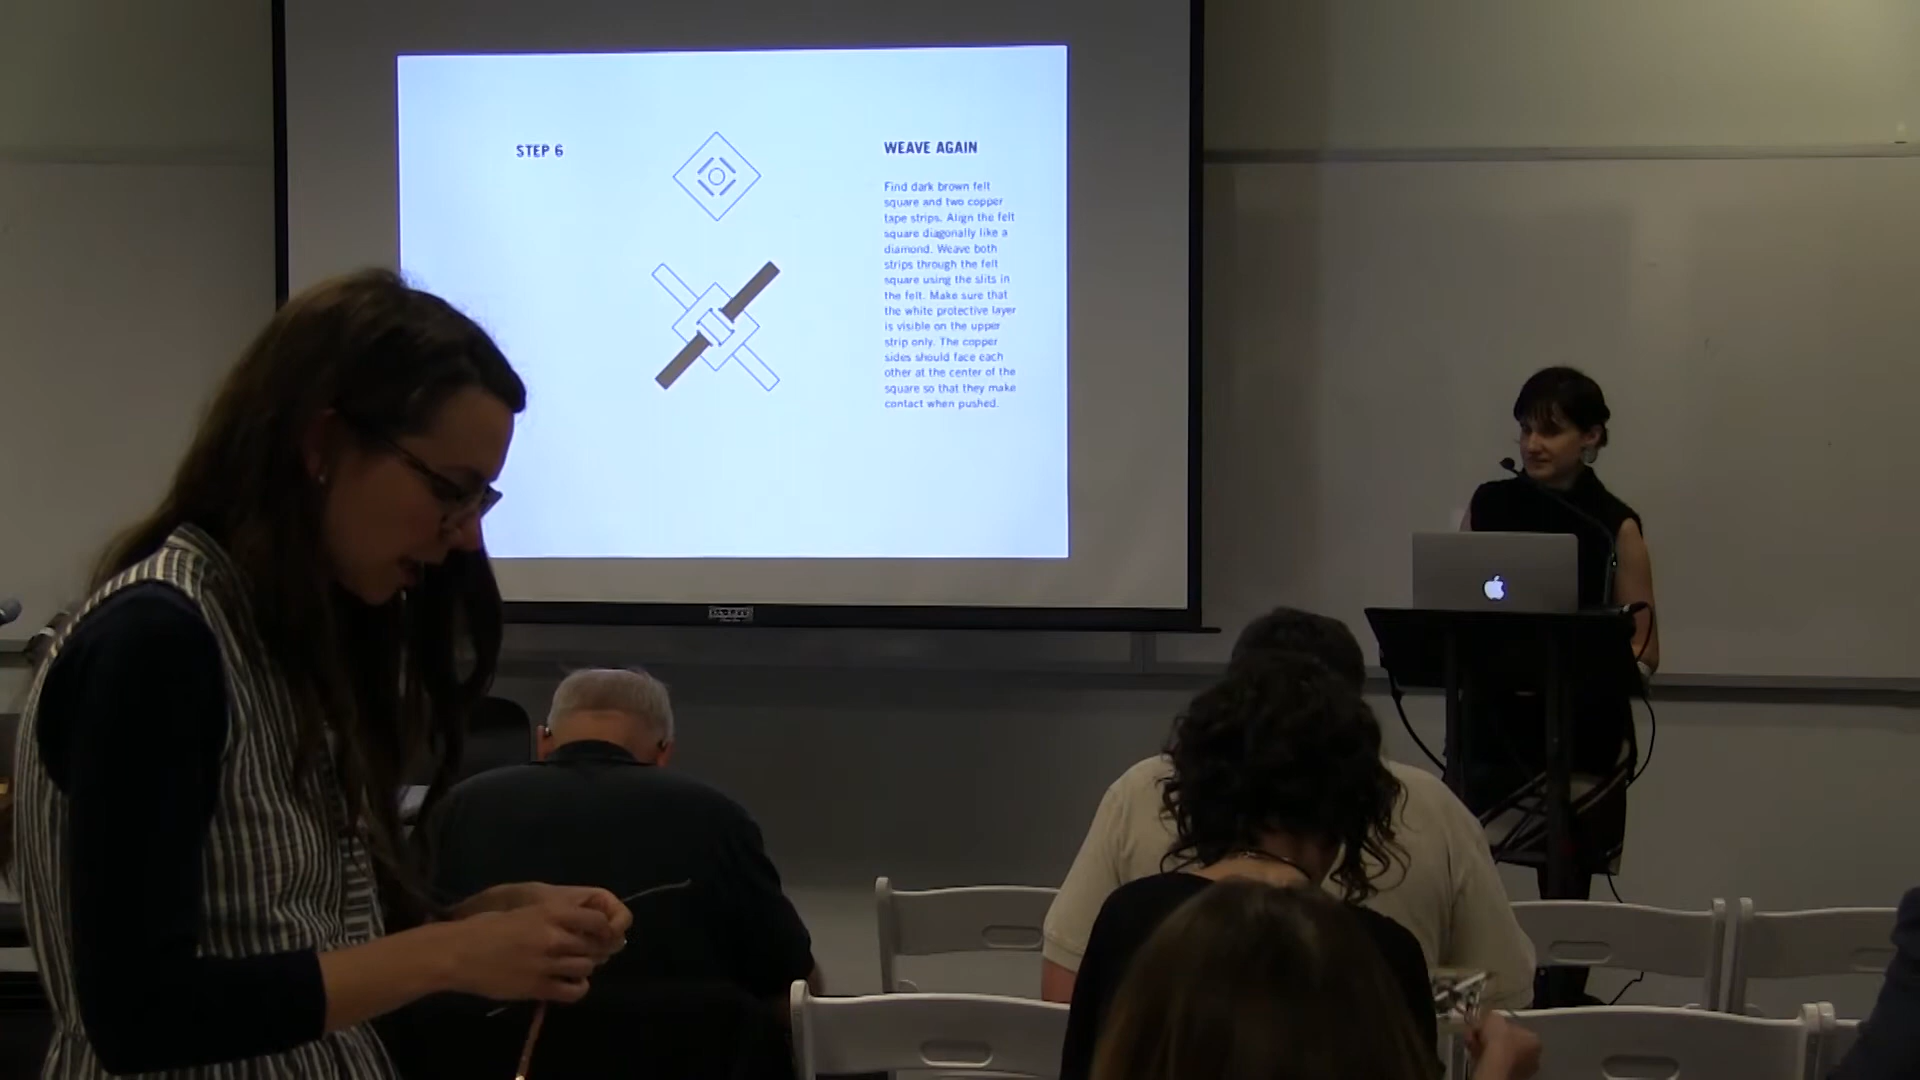 STEP 6
WEAVE AGAIN
Find dark brown felt
square and two copper
tape strips. Align the felt
square diagonally like a
diamond. Weave both
strips through the felt
square using the slits in
the felt. Make sure that
the white protective layer
is visible on the upper
strip only. The copper
sides should face each
other at the center of the
square so that they make
contact when pushed.
DA-LITE